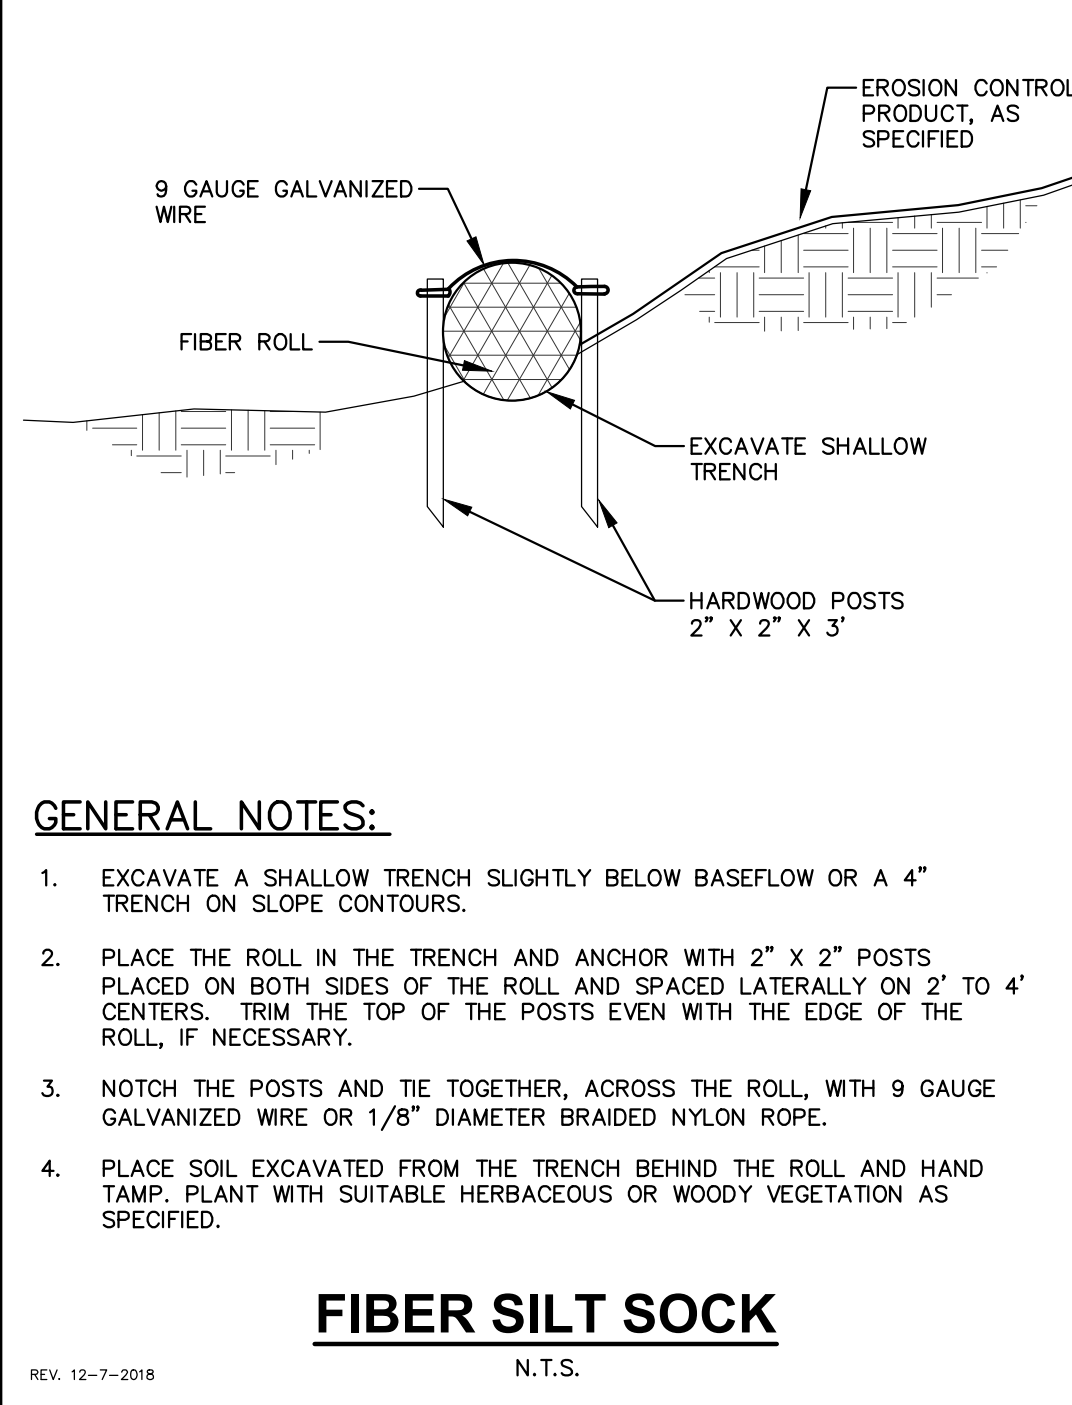 EROSION CONTROL
PRODUCT, AS
SPECIFIED
9 GAUGE GALVANIZED
WIRE
FIBER ROLL
EXCAVATE SHALLOW
TRENCH
HARDWOOD POSTS
2” X 2” X 3’
GENERAL NOTES:
1. EXCAVATE A SHALLOW TRENCH SLIGHTLY BELOW BASEFLOW OR A 4”
TRENCH ON SLOPE CONTOURS.
2. PLACE THE ROLL IN THE TRENCH AND ANCHOR WITH 2” X 2” POSTS
PLACED ON BOTH SIDES OF THE ROLL AND SPACED LATERALLY ON 2’ TO 4’
CENTERS. TRIM THE TOP OF THE POSTS EVEN WITH THE EDGE OF THE
ROLL, IF NECESSARY.
3. NOTCH THE POSTS AND TIE TOGETHER, ACROSS THE ROLL, WITH 9 GAUGE
GALVANIZED WIRE OR 1/8” DIAMETER BRAIDED NYLON ROPE.
4. PLACE SOIL EXCAVATED FROM THE TRENCH BEHIND THE ROLL AND HAND
TAMP. PLANT WITH SUITABLE HERBACEOUS OR WOODY VEGETATION AS
SPECIFIED.
FIBER SILT SOCK
N.T.S.
REV. 12-7-2018